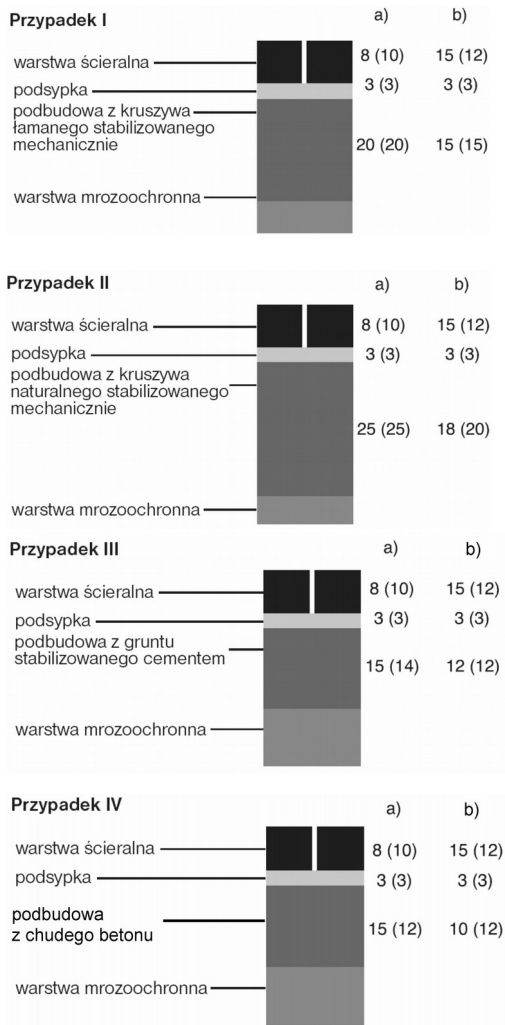 Przypadek I
a) b)
warstwa ścieralna 8 (10) 15 (12)
podsypka 3 (3) 3 (3)
podbudowa z kruszywa
łamanego stabilizowanego
mechanicznie 20 (20) 15 (15)
warstwa mrozoochronna
Przypadek II
a) b)
warstwa ścieralna 8 (10) 15 (12)
podsypka 3 (3) 3 (3)
podbudowa z kruszywa
naturalnego stabilizowanego
mechanicznie
25 (25) 18 (20)
warstwa mrozoochronna
Przypadek III
a) b)
warstwa ścieralna 8 (10) 15 (12)
podsypka 3 (3) 3 (3)
podbudowa z gruntu
stabilizowanego cementem 15 (14) 12 (12)
warstwa mrozoochronna
Przypadek IV
a) b)
warstwa ścieralna 8 (10) 15 (12)
podsypka 3 (3) 3 (3)
podbudowa
z chudego betonu 15 (12) 10 (12)
warstwa mrozoochronna